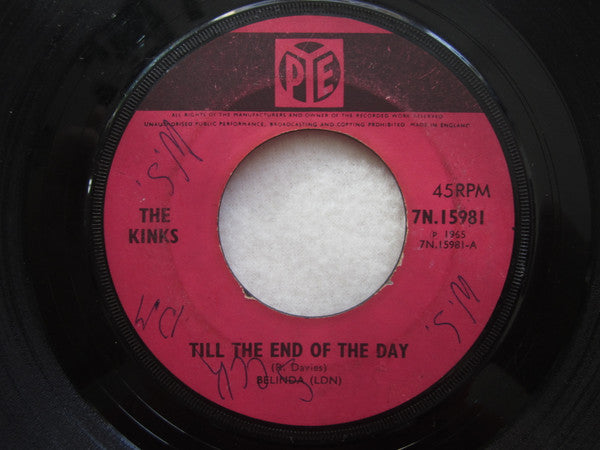 PYE
ALL RIGHTS OF THE MANUFACTURERS AND OWNER OF THE RECORDED WORK RESERVED
UNAUTHORISED PUBLIC PERFORMANCE, BROADCASTING AND COPYING PROHIBITED. MADE IN ENGLAND
THE
KINKS
45RPM
7N.15981
P 1965
7N.15981-A
TILL THE END OF THE DAY
(R. Davies)
BELINDA (LDN)